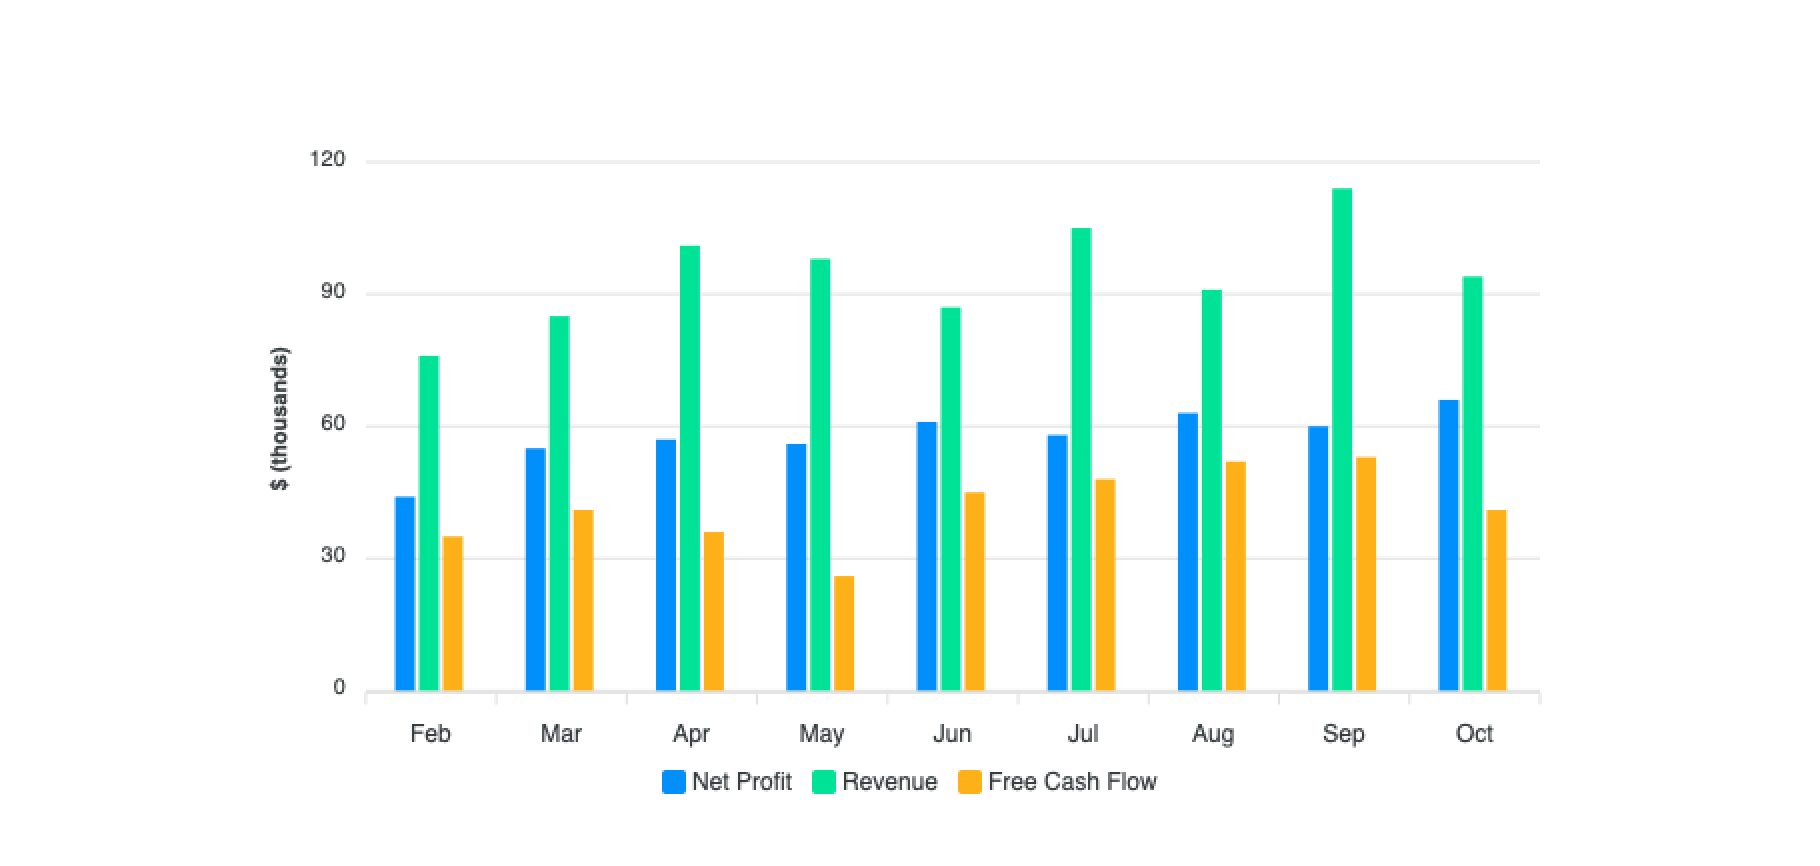 120
90
60
30
0
$ (thousands)
Feb Mar Apr May Jun Jul Aug Sep Oct
Net Profit Revenue Free Cash Flow